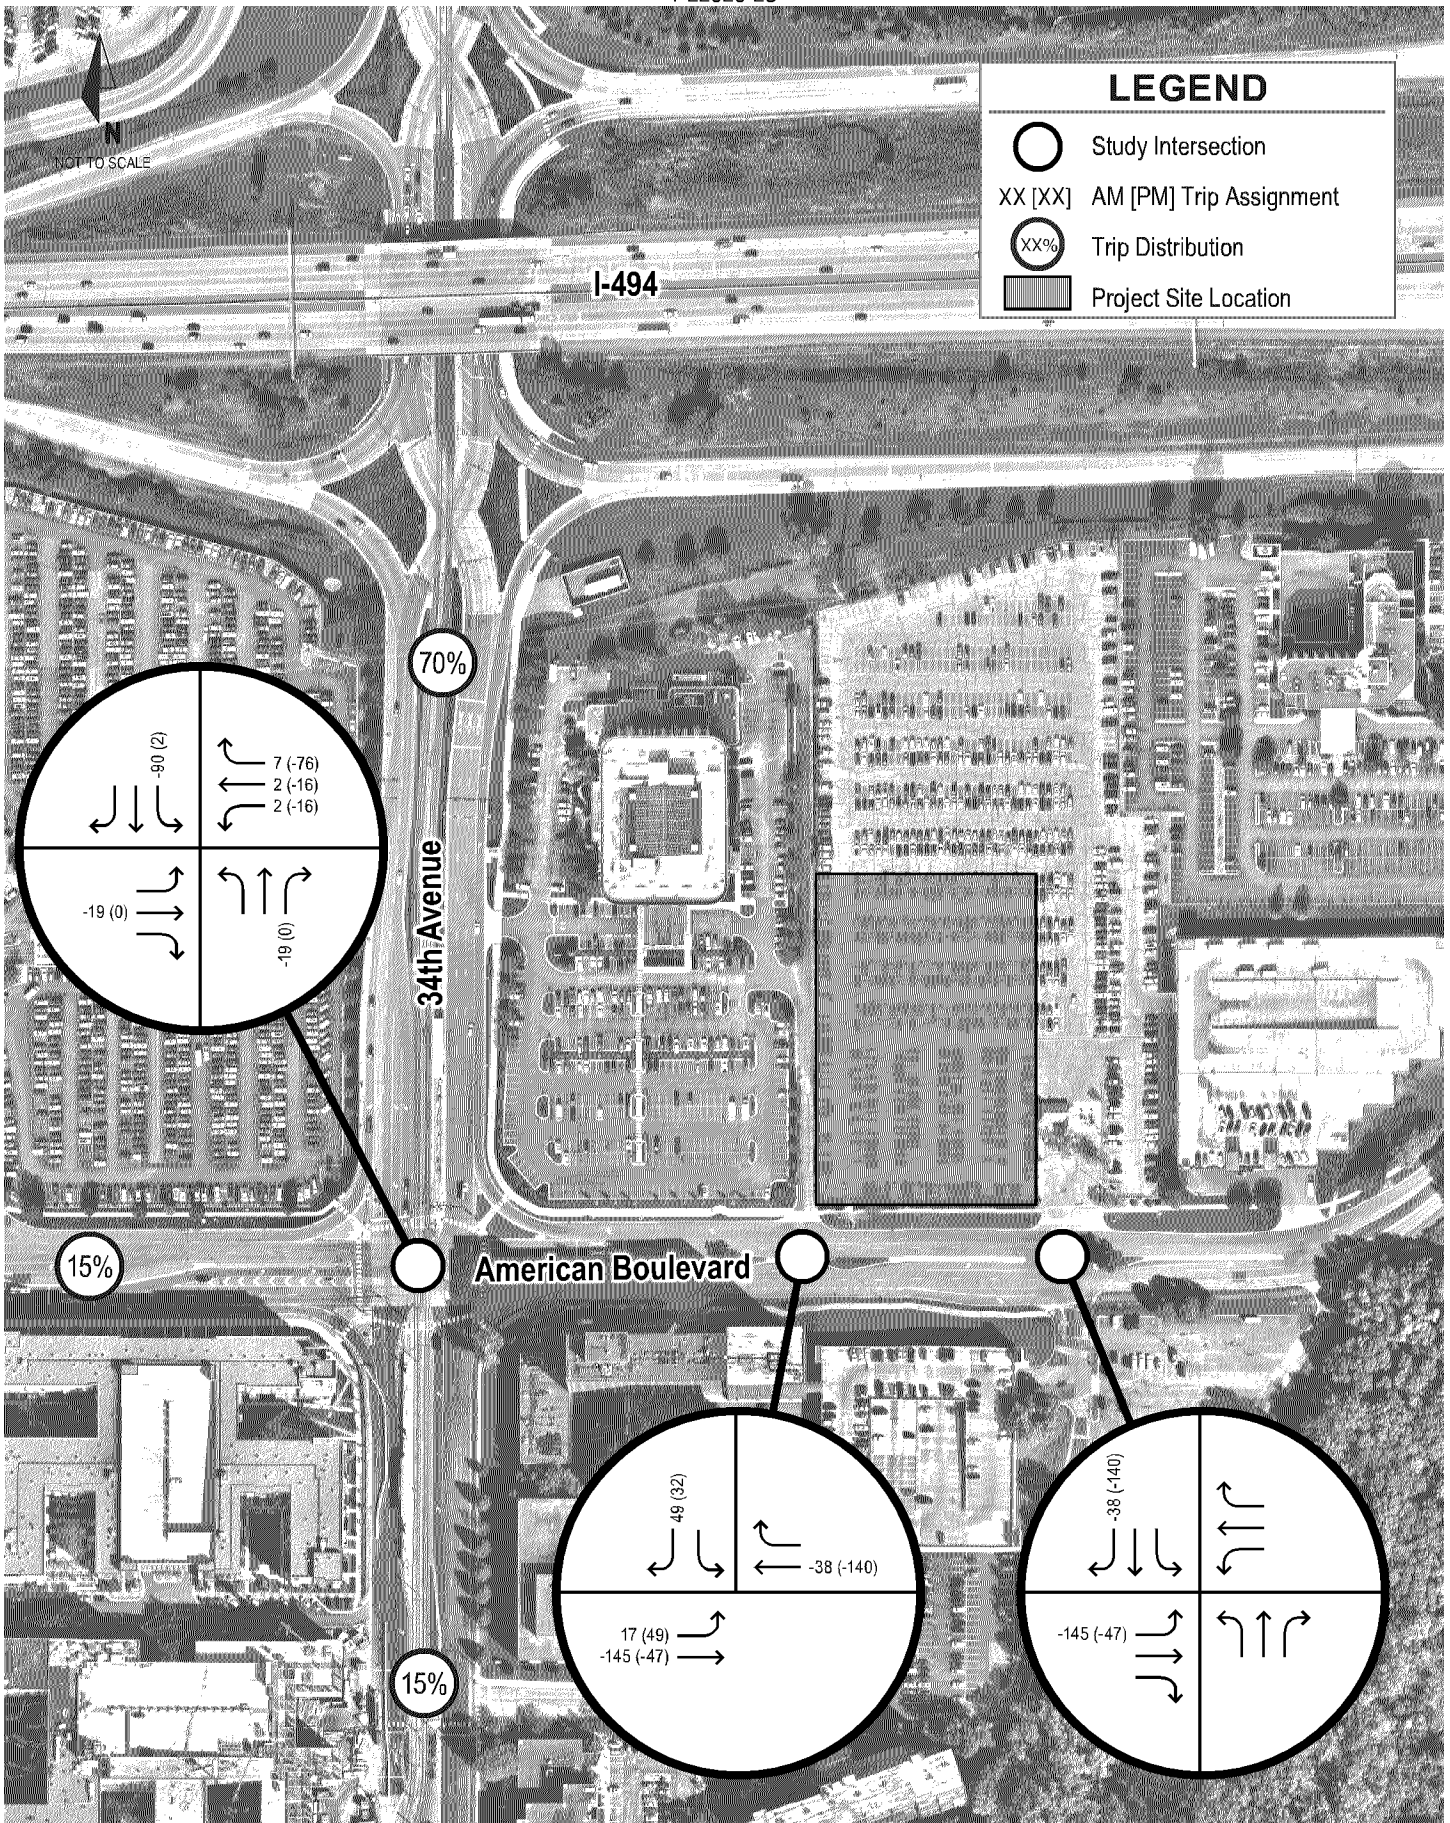 LEGEND
Study Intersection
XX [XX] AM [PM] Trip Assignment
XX% Trip Distribution
Project Site Location
N
NOT TO SCALE
I-494
70%
-90 (2)
7 (-76)
2 (-16)
2 (-16)
-19 (0)
-19 (0)
34th Avenue
15%
American Boulevard
49 (32)
-38 (-140)
17 (49)
-145 (-47)
-38 (-140)
-145 (-47)
15%